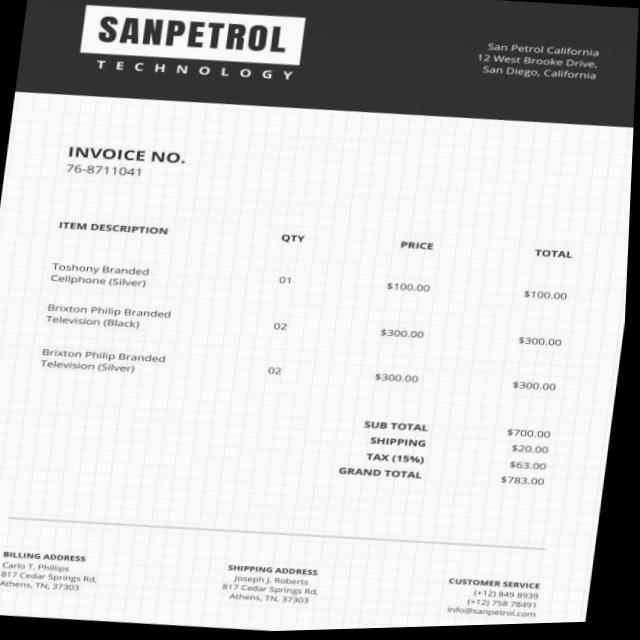 SANPETROL
TECHNOLOGY
San Petrol California
12 West Brooke Drive,
San Diego, California
INVOICE NO.
76-8711041
ITEM DESCRIPTION QTY PRICE TOTAL
Toshony Branded
Cellphone (Silver) 01 $100.00 $100.00
Brixton Philip Branded
Television (Black) 02 $300.00 $300.00
Brixton Philip Branded
Television (Silver) 02 $300.00 $300.00
SUB TOTAL $700.00
SHIPPING $20.00
TAX (15%) $63.00
GRAND TOTAL $783.00
BILLING ADDRESS
Carlo T. Phillips
817 Cedar Springs Rd,
Athens, TN, 37303
SHIPPING ADDRESS
Joseph J. Roberts
817 Cedar Springs Rd,
Athens, TN, 37303
CUSTOMER SERVICE
(+12) 849 8939
(+12) 758 78491
info@sanpetrol.com